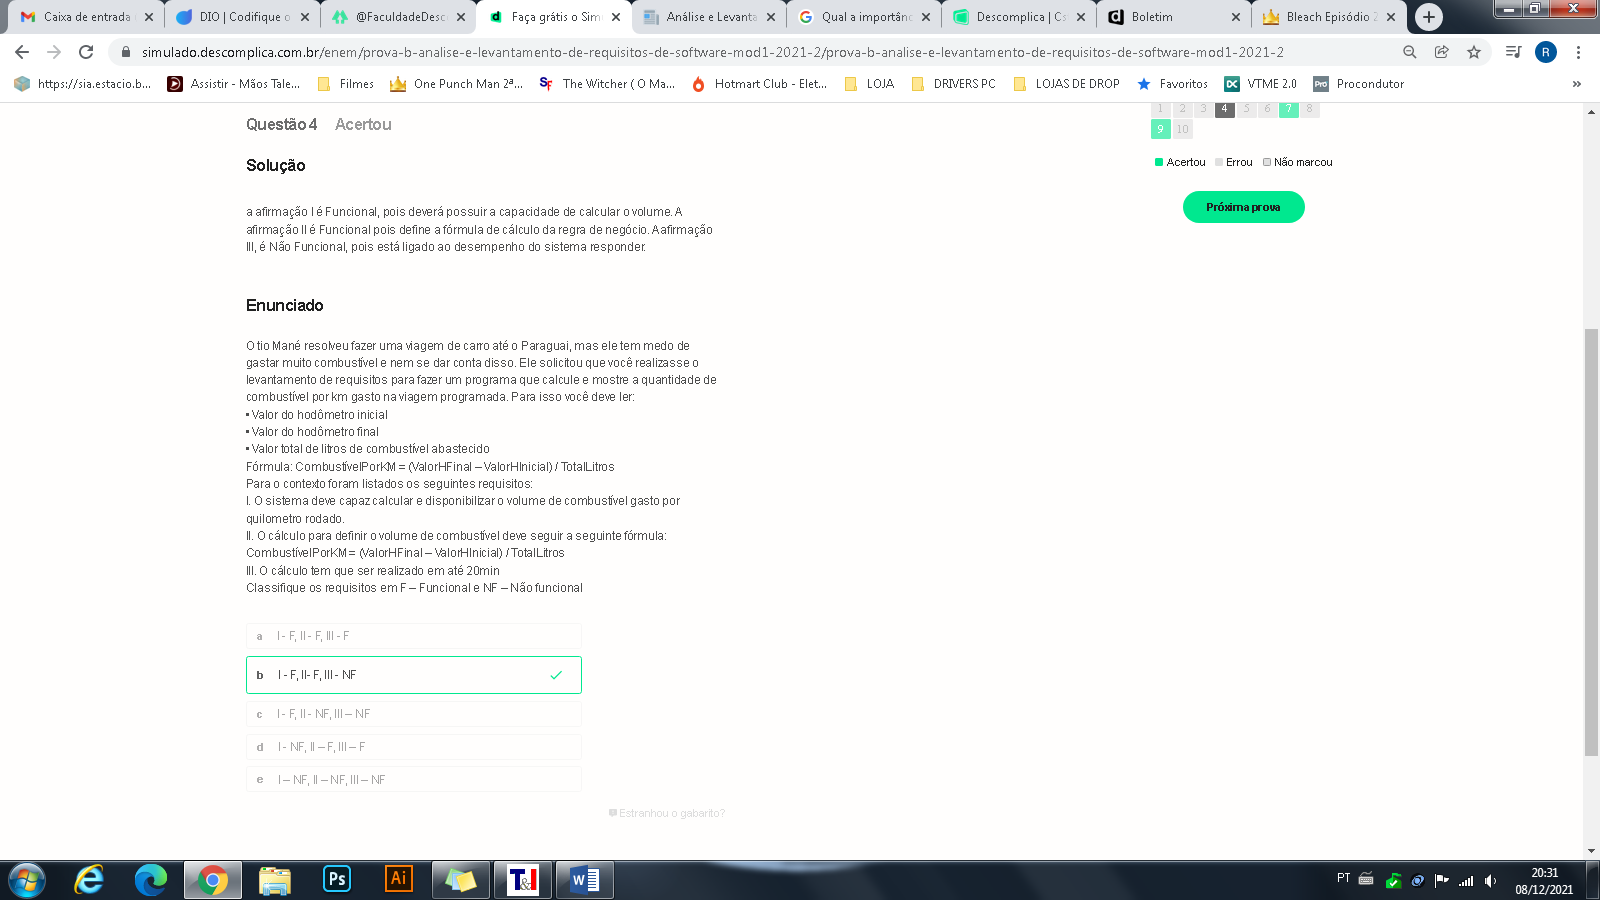 Caixa de entrada
DIO | Codifique o
@FaculdadeDesc
Faça grátis o Sim
Análise e Levanta
Qual a importân
Descomplica | Cs
Boletim
Bleach Episódio 2
simulado.descomplica.com.br/enem/prova-b-analise-e-levantamento-de-requisitos-de-software-mod1-2021-2/prova-b-analise-e-levantamento-de-requisitos-de-software-mod1-2021-2
R
https://sia.estacio.b...
Assistir - Mãos Tale...
Filmes
One Punch Man 2ª...
SF
The Witcher ( O Ma...
Hotmart Club - Elet...
LOJA
DRIVERS PC
LOJAS DE DROP
Favoritos
DC
VTME 2.0
Pro
Procondutor
»
Questão 4 Acertou
1 2 3 4 5 6 7 8
9 10
Acertou Errou Não marcou
Próxima prova
Solução
a afirmação I é Funcional, pois deverá possuir a capacidade de calcular o volume. A
afirmação II é Funcional pois define a fórmula de cálculo da regra de negócio. A afirmação
III, é Não Funcional, pois está ligado ao desempenho do sistema responder.
Enunciado
O tio Mané resolveu fazer uma viagem de carro até o Paraguai, mas ele tem medo de
gastar muito combustível e nem se dar conta disso. Ele solicitou que você realizasse o
levantamento de requisitos para fazer um programa que calcule e mostre a quantidade de
combustível por km gasto na viagem programada. Para isso você deve ler:
▪ Valor do hodômetro inicial
▪ Valor do hodômetro final
▪ Valor total de litros de combustível abastecido
Fórmula: CombustívelPorKM = (ValorHFinal – ValorHInicial) / TotalLitros
Para o contexto foram listados os seguintes requisitos:
I. O sistema deve capaz calcular e disponibilizar o volume de combustível gasto por
quilometro rodado.
II. O cálculo para definir o volume de combustível deve seguir a seguinte fórmula:
CombustívelPorKM = (ValorHFinal – ValorHInicial) / TotalLitros
III. O cálculo tem que ser realizado em até 20min
Classifique os requisitos em F – Funcional e NF – Não funcional
a I - F, II - F, III - F
b I - F, II- F, III - NF
c I - F, II - NF, III – NF
d I - NF, II – F, III – F
e I – NF, II – NF, III – NF
Estranhou o gabarito?
Ps
Ai
T&I
W
PT
20:31
08/12/2021